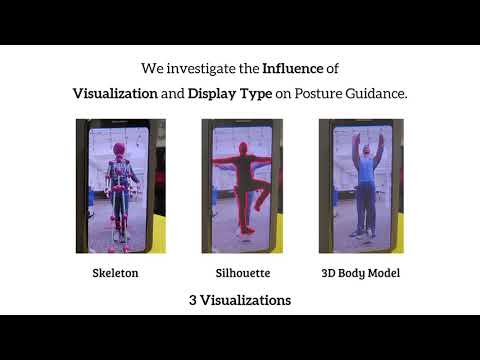 We investigate the Influence of
Visualization and Display Type on Posture Guidance.
Skeleton
Silhouette
3D Body Model
3 Visualizations